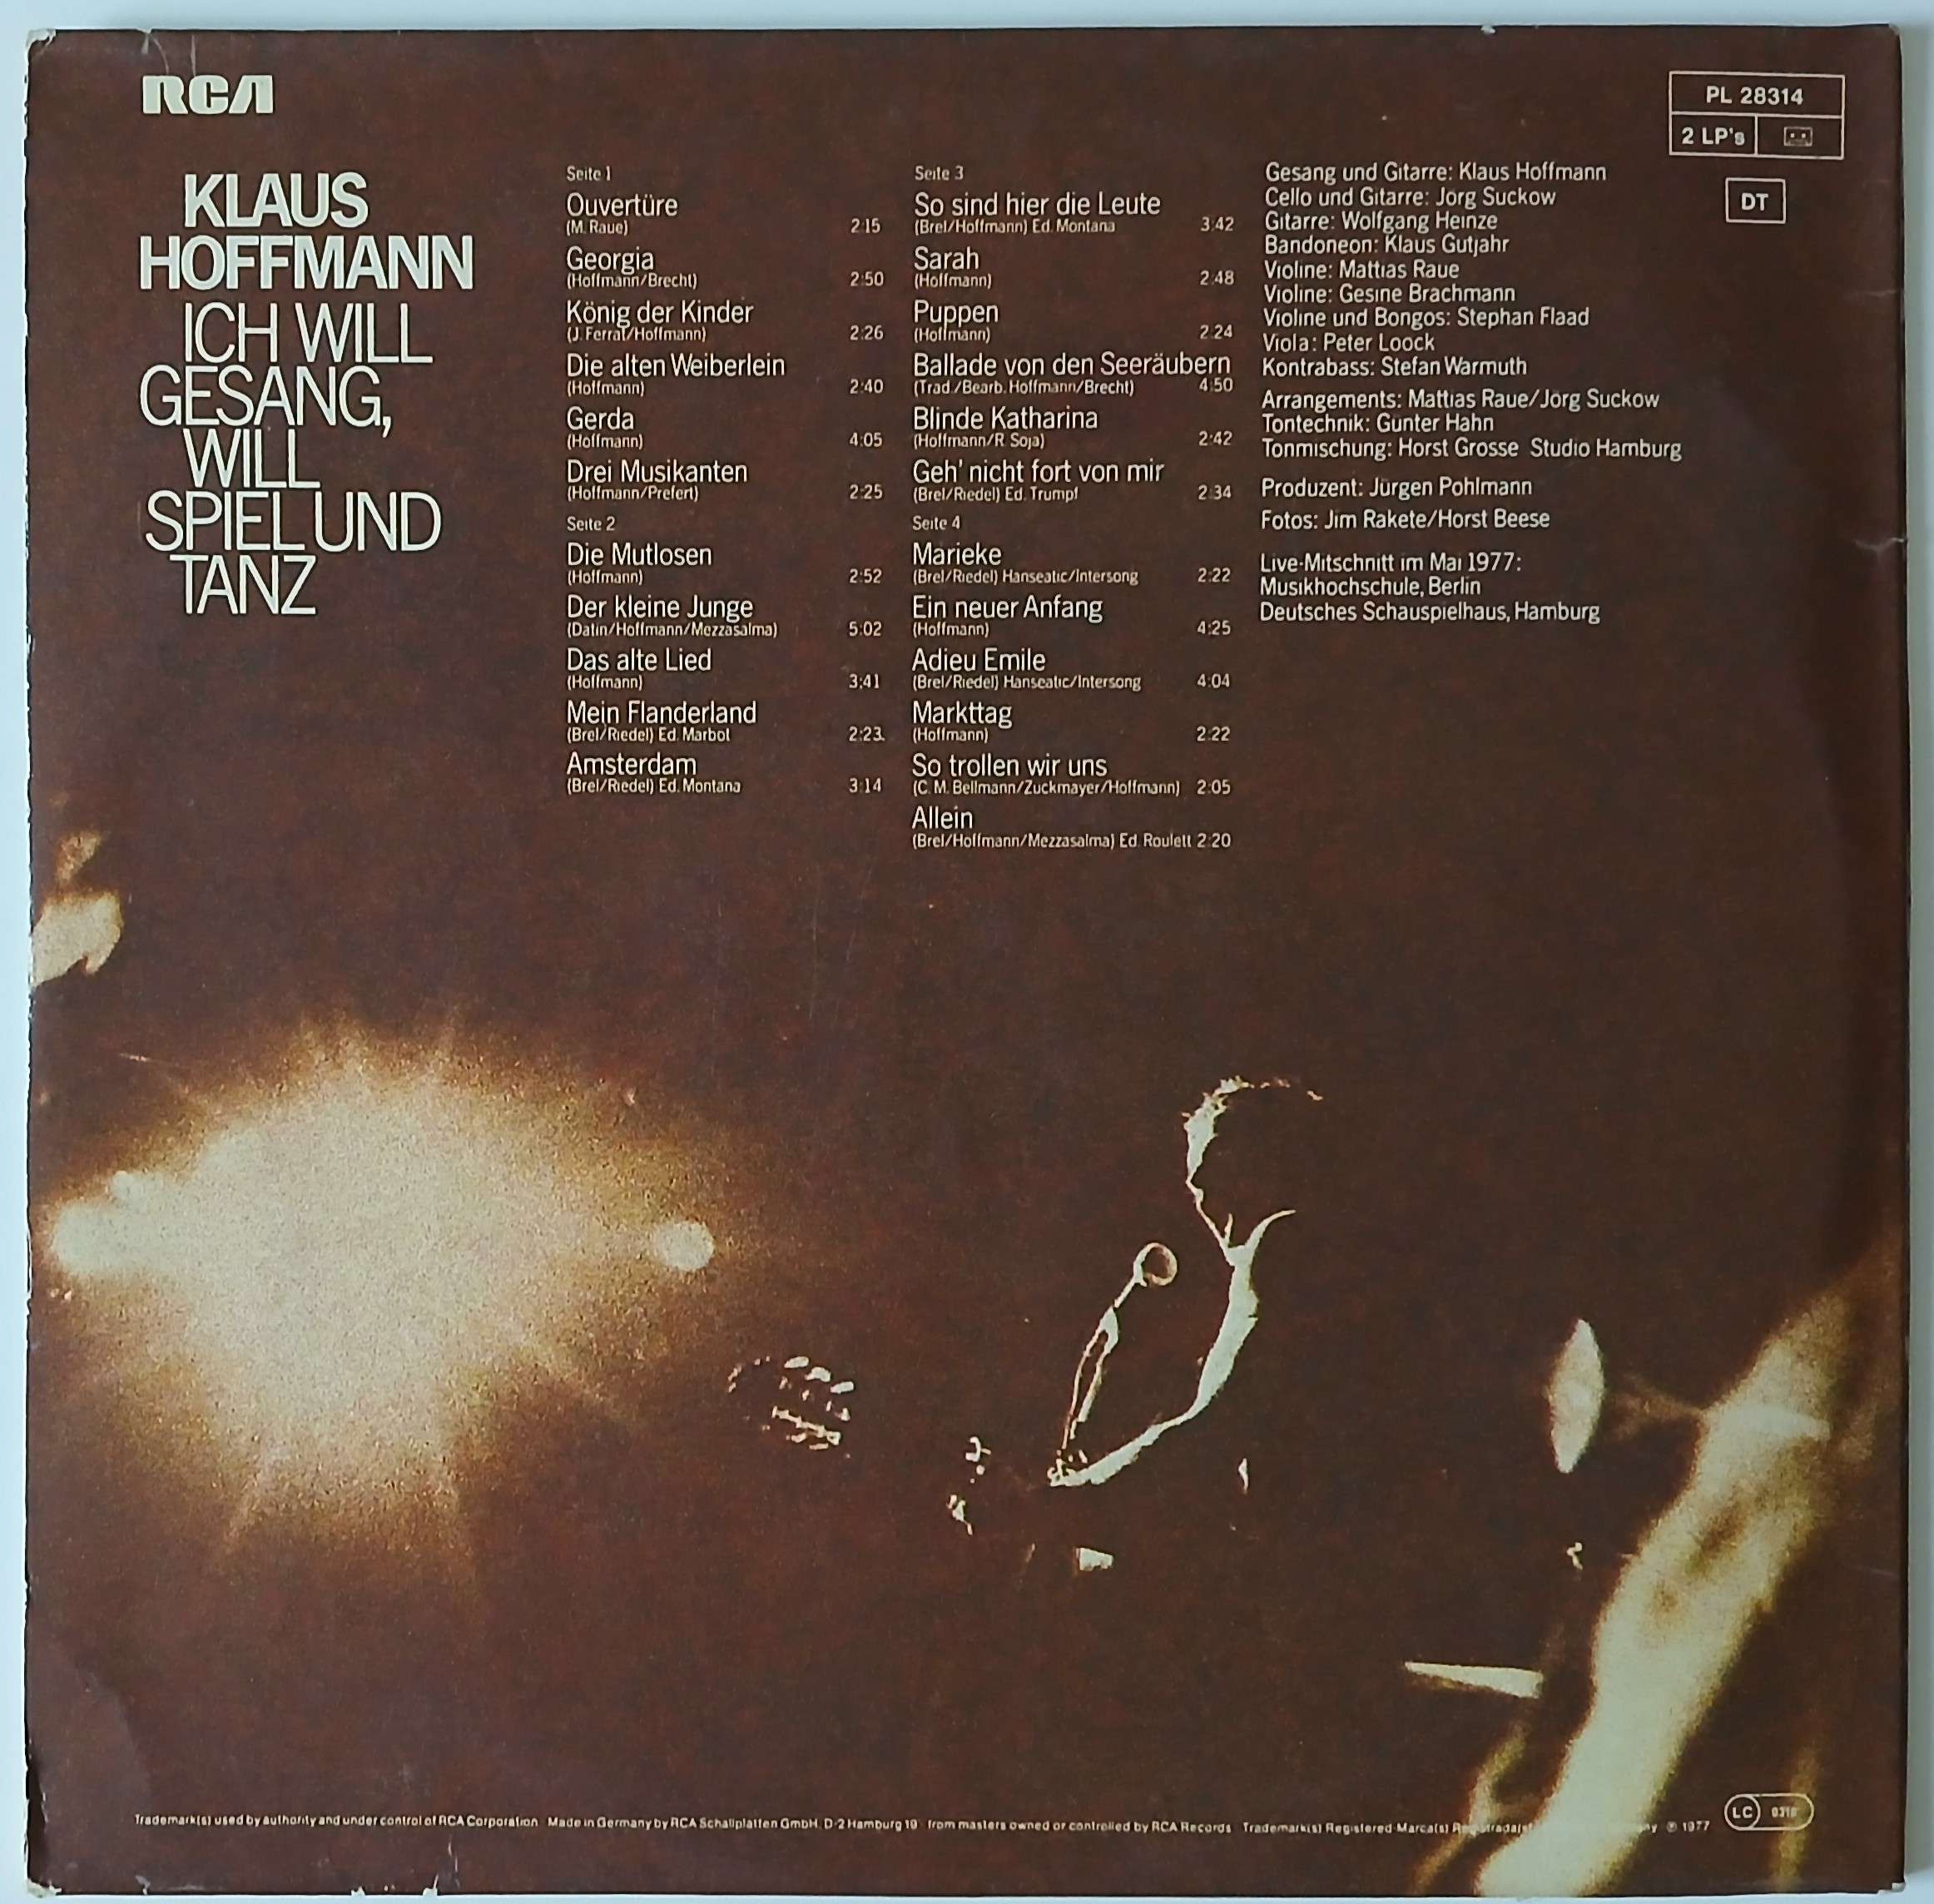 RCA
PL 28314
2 LP's
DT
KLAUS
HOFFMANN
ICH WILL
GESANG,
WILL
SPIEL UND
TANZ
Seite 1
Ouvertüre
(M. Raue) 2:15
Georgia
(Hoffmann/Brecht) 2:50
König der Kinder
(J. Ferrat/Hoffmann) 2:26
Die alten Weiberlein
(Hoffmann) 2:40
Gerda
(Hoffmann) 4:05
Drei Musikanten
(Hoffmann/Prefert) 2:25
Seite 2
Die Mutlosen
(Hoffmann) 2:52
Der kleine Junge
(Datin/Hoffmann/Mezzasalma) 5:02
Das alte Lied
(Hoffmann) 3:41
Mein Flanderland
(Brel/Riedel) Ed. Marbot 2:23
Amsterdam
(Brel/Riedel) Ed. Montana 3:14
Seite 3
So sind hier die Leute
(Brel/Hoffmann) Ed. Montana 3:42
Sarah
(Hoffmann) 2:48
Puppen
(Hoffmann) 2:24
Ballade von den Seeräubern
(Trad./Bearb. Hoffmann/Brecht) 4:50
Blinde Katharina
(Hoffmann/R. Soja) 2:42
Geh' nicht fort von mir
(Brel/Riedel) Ed. Trumpf 2:34
Seite 4
Marieke
(Brel/Riedel) Hanseatic/Intersong 2:22
Ein neuer Anfang
(Hoffmann) 4:25
Adieu Emile
(Brel/Riedel) Hanseatic/Intersong 4:04
Markttag
(Hoffmann) 2:22
So trollen wir uns
(C. M. Bellmann/Zuckmayer/Hoffmann) 2:05
Allein
(Brel/Hoffmann/Mezzasalma) Ed. Roulett 2:20
Gesang und Gitarre: Klaus Hoffmann
Cello und Gitarre: Jörg Suckow
Gitarre: Wolfgang Heinze
Bandoneon: Klaus Gutjahr
Violine: Mattias Raue
Violine: Gesine Brachmann
Violine und Bongos: Stephan Flaad
Viola: Peter Loock
Kontrabass: Stefan Warmuth
Arrangements: Mattias Raue/Jörg Suckow
Tontechnik: Günter Hahn
Tonmischung: Horst Grosse Studio Hamburg
Produzent: Jürgen Pohlmann
Fotos: Jim Rakete/Horst Beese
Live-Mitschnitt im Mai 1977:
Musikhochschule, Berlin
Deutsches Schauspielhaus, Hamburg
Trademark(s) used by authority and under control of RCA Corporation · Made in Germany by RCA Schallplatten GmbH, D-2 Hamburg 19 · from masters owned or controlled by RCA Records · Trademark(s) Registered·Marca(s) ℗ 1977
LC